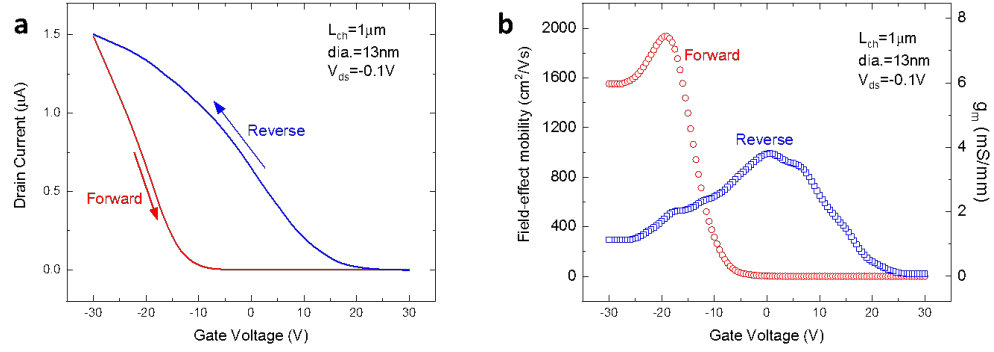 a
L_ch=1μm
dia.=13nm
V_ds=-0.1V
Reverse
Forward
Drain Current (μA)
1.5
1.0
0.5
0.0
-30 -20 -10 0 10 20 30
Gate Voltage (V)
b
L_ch=1μm
dia.=13nm
V_ds=-0.1V
Forward
Reverse
Field-effect mobility (cm²/Vs)
2000
1600
1200
800
400
0
8
6
4
2
0
g_m (mS/mm)
-30 -20 -10 0 10 20 30
Gate Voltage (V)